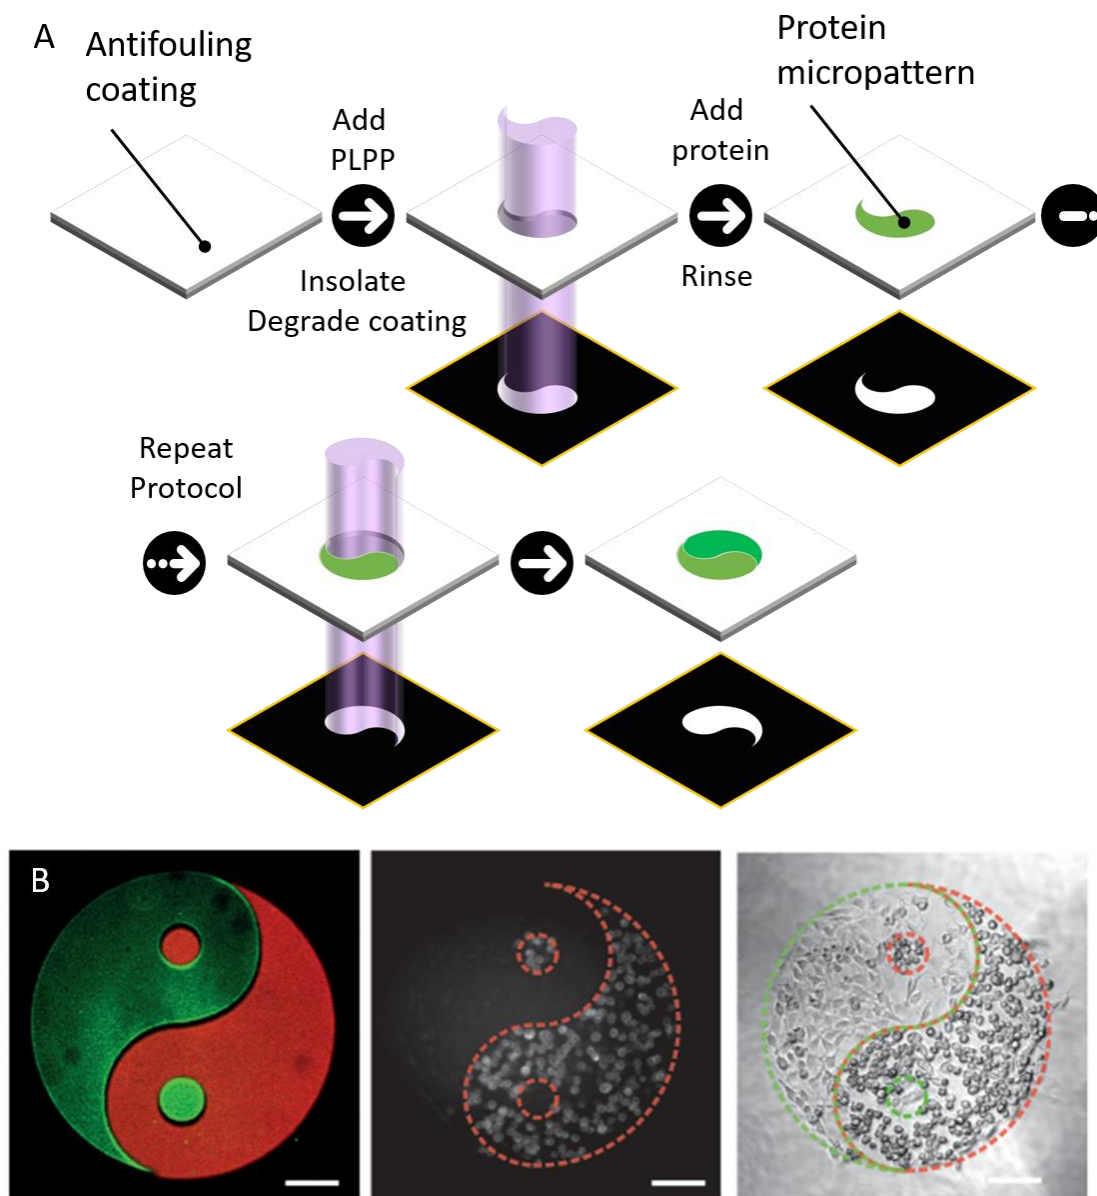 A
Antifouling
coating
Add
PLPP
Insolate
Degrade coating
Add
protein
Rinse
Protein
micropattern
Repeat
Protocol
B